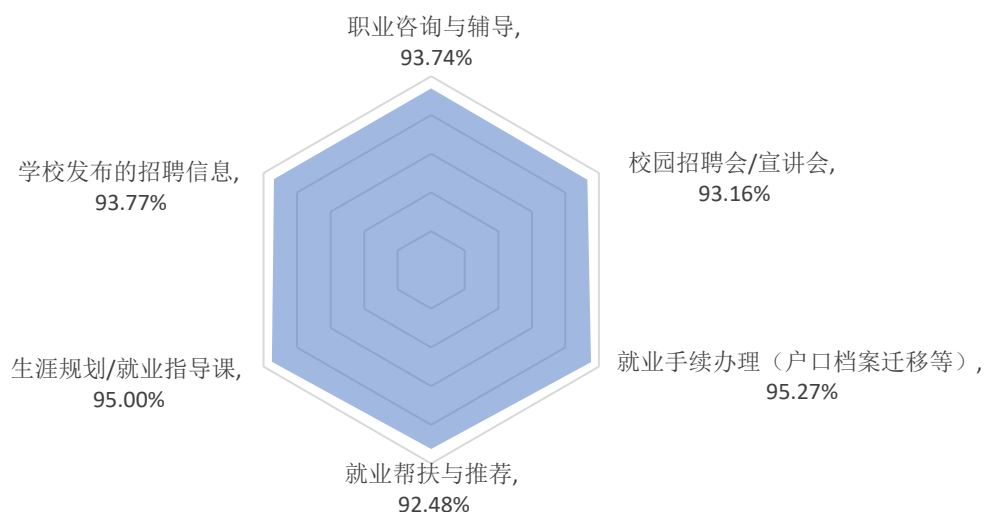 职业咨询与辅导,
93.74%
校园招聘会/宣讲会,
93.16%
就业手续办理（户口档案迁移等）,
95.27%
就业帮扶与推荐,
92.48%
生涯规划/就业指导课,
95.00%
学校发布的招聘信息,
93.77%